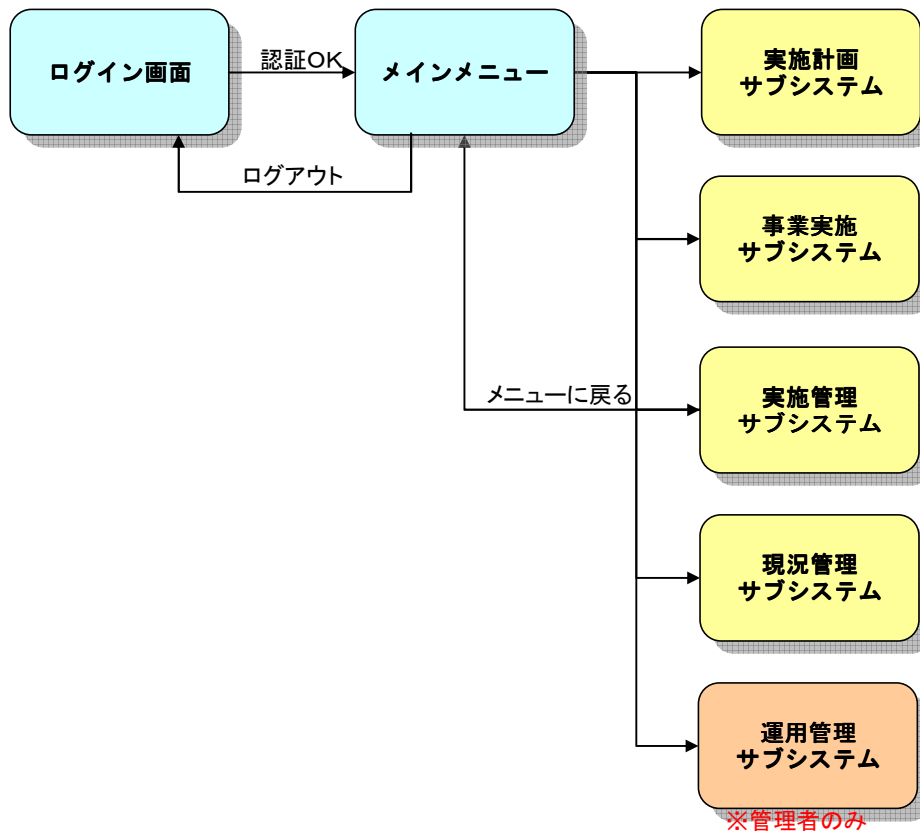 ログイン画面
認証OK
メインメニュー
ログアウト
実施計画
サブシステム
事業実施
サブシステム
メニューに戻る
実施管理
サブシステム
現況管理
サブシステム
運用管理
サブシステム
※管理者のみ